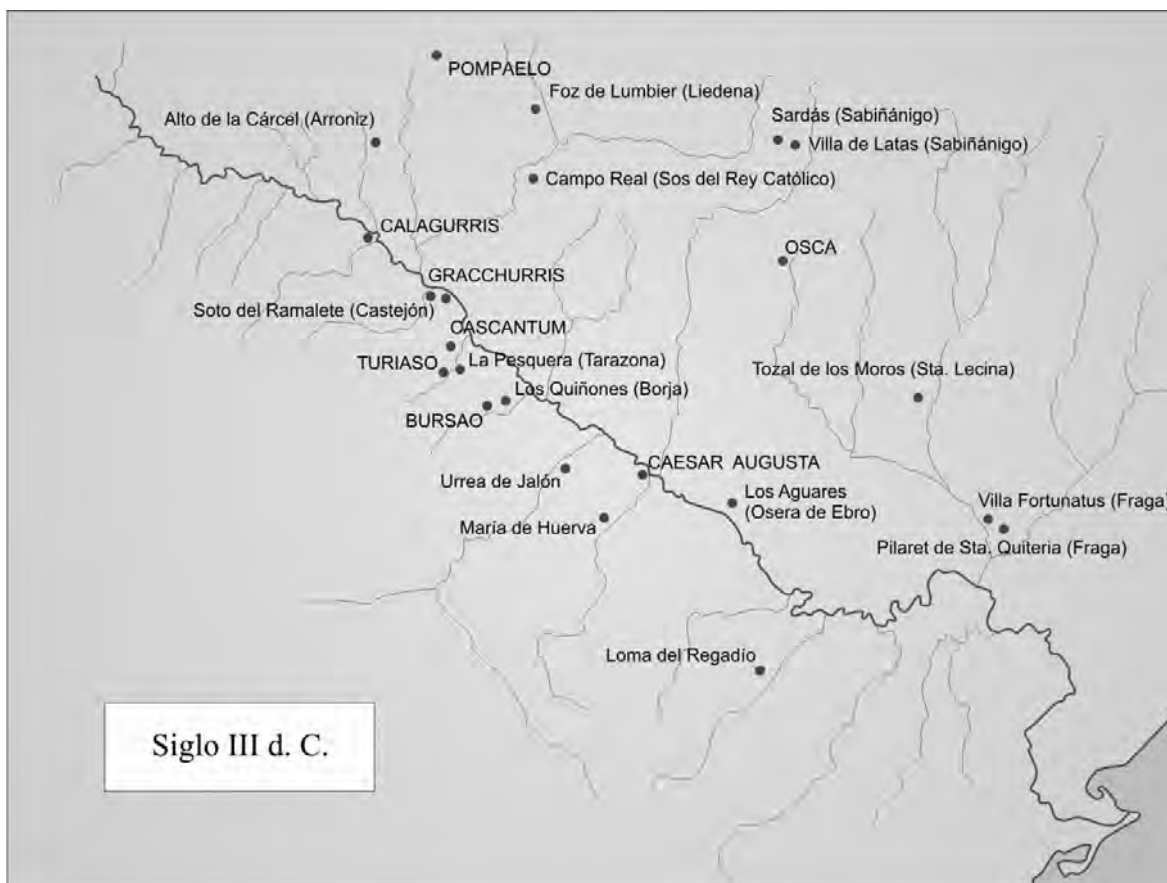 POMPAELO
Foz de Lumbier (Liedena)
Sardás (Sabiñánigo)
Alto de la Cárcel (Arroniz)
Villa de Latas (Sabiñánigo)
Campo Real (Sos del Rey Católico)
CALAGURRIS
OSCA
GRACCHURRIS
Soto del Ramalete (Castejón)
CASCANTUM
TURIASO
La Pesquera (Tarazona)
Tozal de los Moros (Sta. Lecina)
Los Quiñones (Borja)
BURSAO
CAESAR AUGUSTA
Urrea de Jalón
Los Aguares
(Osera de Ebro)
Villa Fortunatus (Fraga)
María de Huerva
Pilaret de Sta. Quiteria (Fraga)
Loma del Regadío
Siglo III d. C.